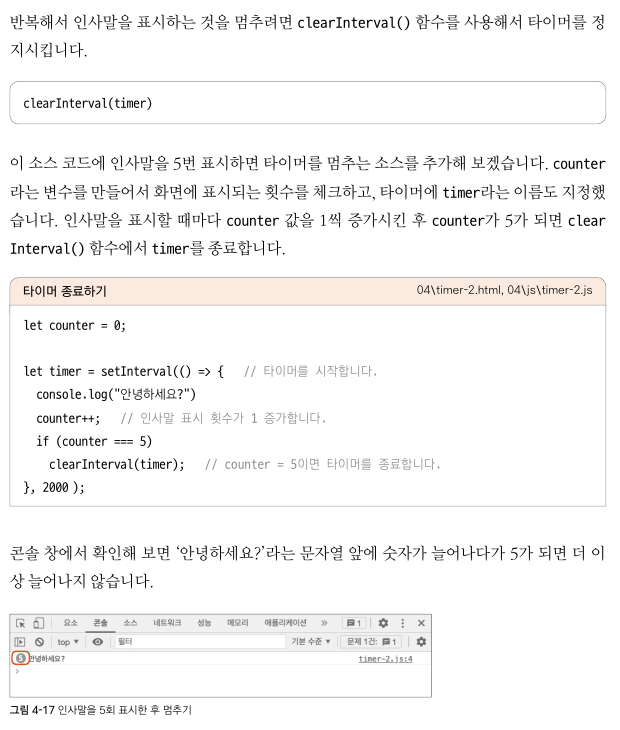 반복해서 인사말을 표시하는 것을 멈추려면 clearInterval() 함수를 사용해서 타이머를 정
지시킵니다.
clearInterval(timer)
이 소스 코드에 인사말을 5번 표시하면 타이머를 멈추는 소스를 추가해 보겠습니다. counter
라는 변수를 만들어서 화면에 표시되는 횟수를 체크하고, 타이머에 timer라는 이름도 지정했
습니다. 인사말을 표시할 때마다 counter 값을 1씩 증가시킨 후 counter가 5가 되면 clear
Interval() 함수에서 timer를 종료합니다.
타이머 종료하기 04\timer-2.html, 04\js\timer-2.js
let counter = 0;
let timer = setInterval(() => { // 타이머를 시작합니다.
console.log("안녕하세요?")
counter++; // 인사말 표시 횟수가 1 증가합니다.
if (counter === 5)
clearInterval(timer); // counter = 5이면 타이머를 종료합니다.
}, 2000 );
콘솔 창에서 확인해 보면 ‘안녕하세요?’라는 문자열 앞에 숫자가 늘어나다가 5가 되면 더 이
상 늘어나지 않습니다.
요소 콘솔 소스 네트워크 성능 메모리 애플리케이션 » 1
top ▼ 필터 기본 수준 ▼ 문제 1건: 1
5 안녕하세요? timer-2.js:4
>
그림 4-17 인사말을 5회 표시한 후 멈추기